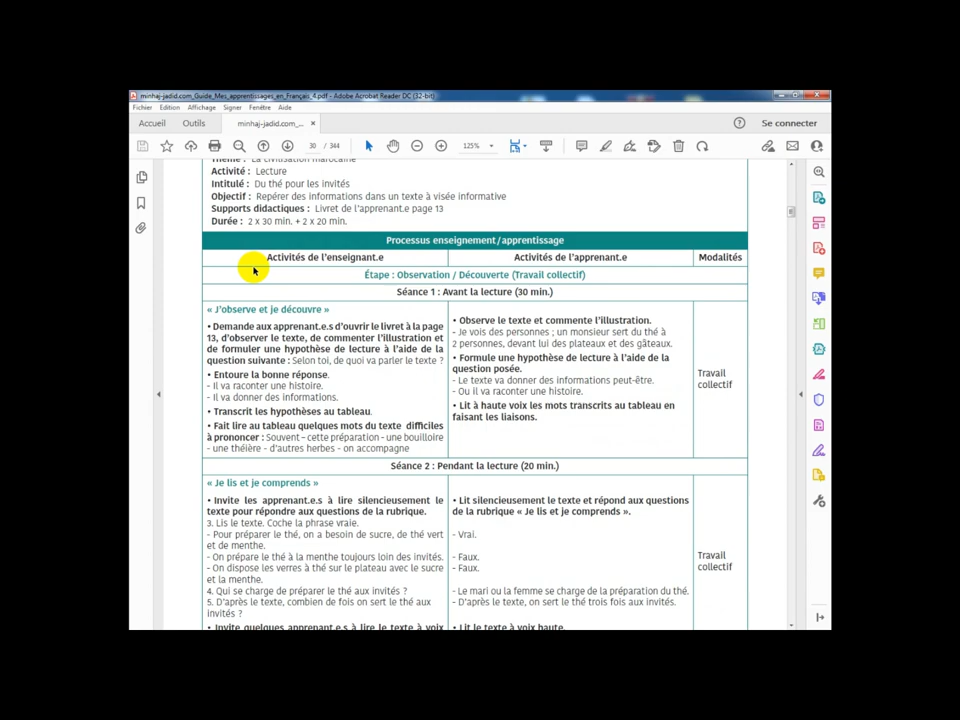 minhaj-jadid.com_Guide_Mes_apprentissages_en_Français_4.pdf - Adobe Acrobat Reader DC (32-bit)
Fichier Edition Affichage Signer Fenêtre Aide
Accueil Outils minhaj-jadid.com_... × Se connecter
30 / 344 125%
Thème : La civilisation marocaine
Activité : Lecture
Intitulé : Du thé pour les invités
Objectif : Repérer des informations dans un texte à visée informative
Supports didactiques : Livret de l'apprenant.e page 13
Durée : 2 x 30 min. + 2 x 20 min.
Processus enseignement/apprentissage
Activités de l'enseignant.e Activités de l'apprenant.e Modalités
Étape : Observation / Découverte (Travail collectif)
Séance 1 : Avant la lecture (30 min.)
« J'observe et je découvre »
• Demande aux apprenant.e.s d'ouvrir le livret à la page
13, d'observer le texte, de commenter l'illustration et
de formuler une hypothèse de lecture à l'aide de la
question suivante : Selon toi, de quoi va parler le texte ?
• Entoure la bonne réponse.
- Il va raconter une histoire.
- Il va donner des informations.
• Transcrit les hypothèses au tableau.
• Fait lire au tableau quelques mots du texte difficiles
à prononcer : Souvent – cette préparation - une bouilloire
- une théière - d'autres herbes - on accompagne
• Observe le texte et commente l'illustration.
- Je vois des personnes ; un monsieur sert du thé à
2 personnes, devant lui des plateaux et des gâteaux.
• Formule une hypothèse de lecture à l'aide de la
question posée.
- Le texte va donner des informations peut-être.
- Ou il va raconter une histoire.
• Lit à haute voix les mots transcrits au tableau en
faisant les liaisons.
Travail
collectif
Séance 2 : Pendant la lecture (20 min.)
« Je lis et je comprends »
• Invite les apprenant.e.s à lire silencieusement le
texte pour répondre aux questions de la rubrique.
3. Lis le texte. Coche la phrase vraie.
- Pour préparer le thé, on a besoin de sucre, de thé vert
et de menthe.
- On prépare le thé à la menthe toujours loin des invités.
- On dispose les verres à thé sur le plateau avec le sucre
et la menthe.
4. Qui se charge de préparer le thé aux invités ?
5. D'après le texte, combien de fois on sert le thé aux
invités ?
• Invite quelques apprenant.e.s à lire le texte à voix
• Lit silencieusement le texte et répond aux questions
de la rubrique « Je lis et je comprends ».
- Vrai.
- Faux.
- Faux.
- Le mari ou la femme se charge de la préparation du thé.
- D'après le texte, on sert le thé trois fois aux invités.
• Lit le texte à voix haute.
Travail
collectif